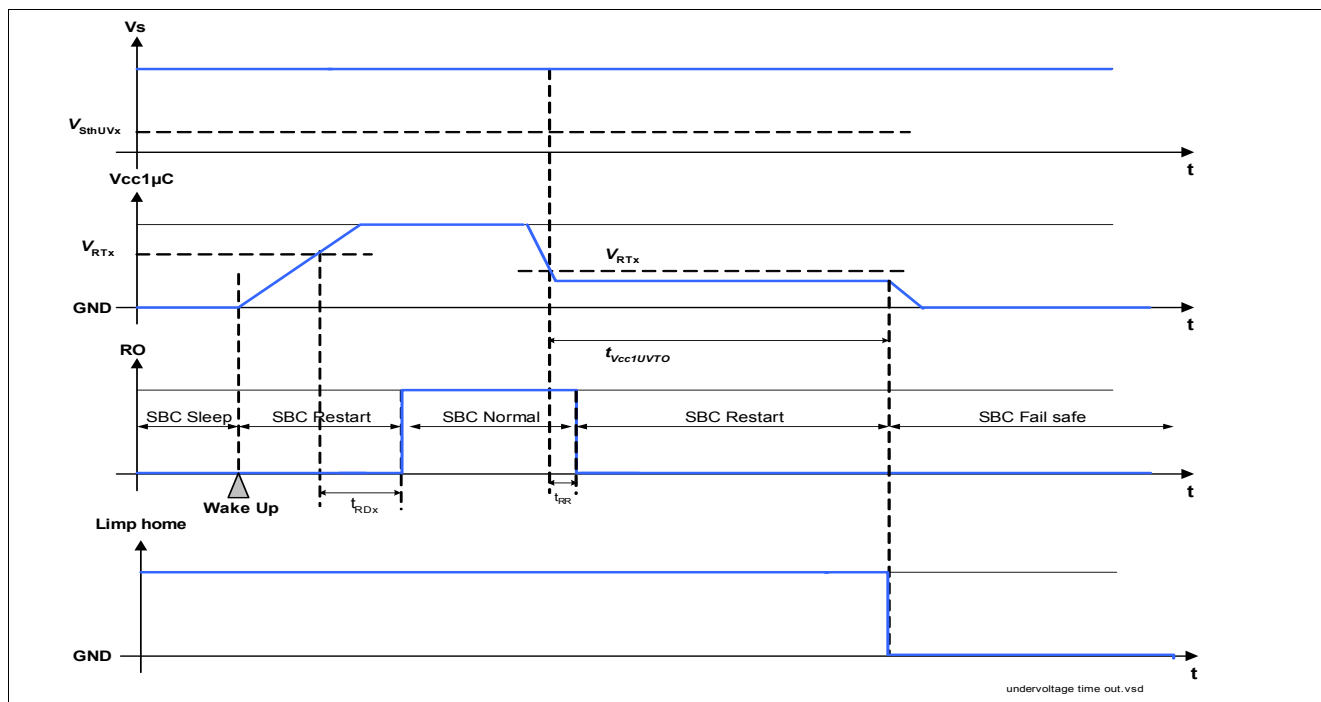 Vs
VSthUVx
t
Vcc1µC
VRTx
VRTx
GND
t
tVcc1UVTO
RO
SBC Sleep
SBC Restart
SBC Normal
SBC Restart
SBC Fail safe
t
Wake Up
tRDx
tRR
Limp home
GND
t
undervoltage time out.vsd